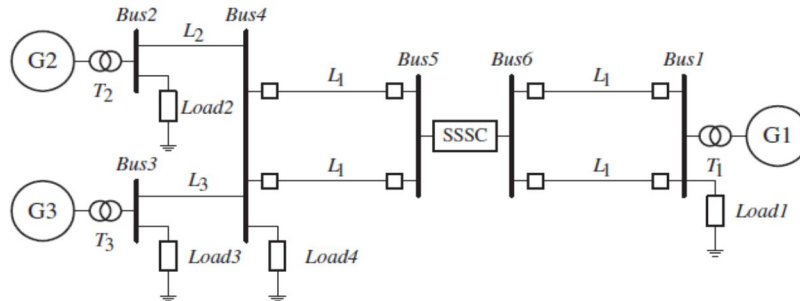 Bus2
Bus4
G2
L2
T2
Load2
Bus5
Bus6
Bus1
L1
L1
SSSC
G1
T1
Bus3
G3
L3
L1
L1
T3
Load3
Load4
Load1